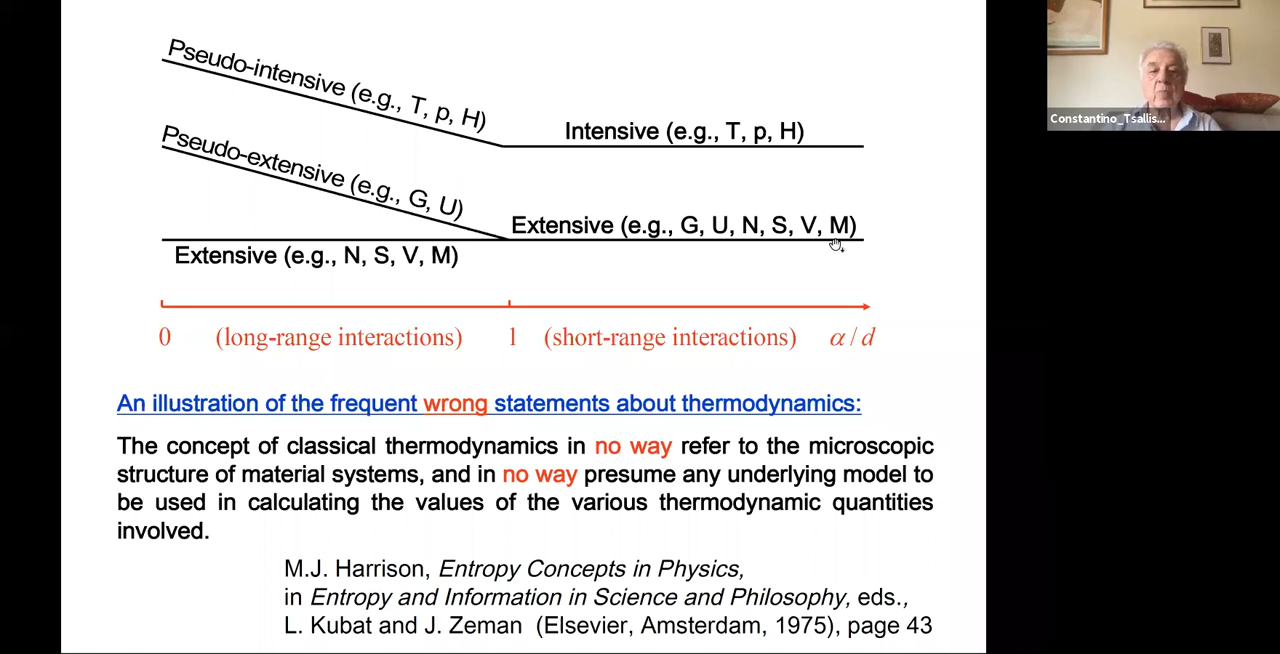 Pseudo-intensive (e.g., T, p, H)
Intensive (e.g., T, p, H)
Pseudo-extensive (e.g., G, U)
Extensive (e.g., G, U, N, S, V, M)
Extensive (e.g., N, S, V, M)
0 (long-range interactions) 1 (short-range interactions) α / d
An illustration of the frequent wrong statements about thermodynamics:
The concept of classical thermodynamics in no way refer to the microscopic
structure of material systems, and in no way presume any underlying model to
be used in calculating the values of the various thermodynamic quantities
involved.
M.J. Harrison, Entropy Concepts in Physics,
in Entropy and Information in Science and Philosophy, eds.,
L. Kubat and J. Zeman (Elsevier, Amsterdam, 1975), page 43
Constantino_Tsallis...